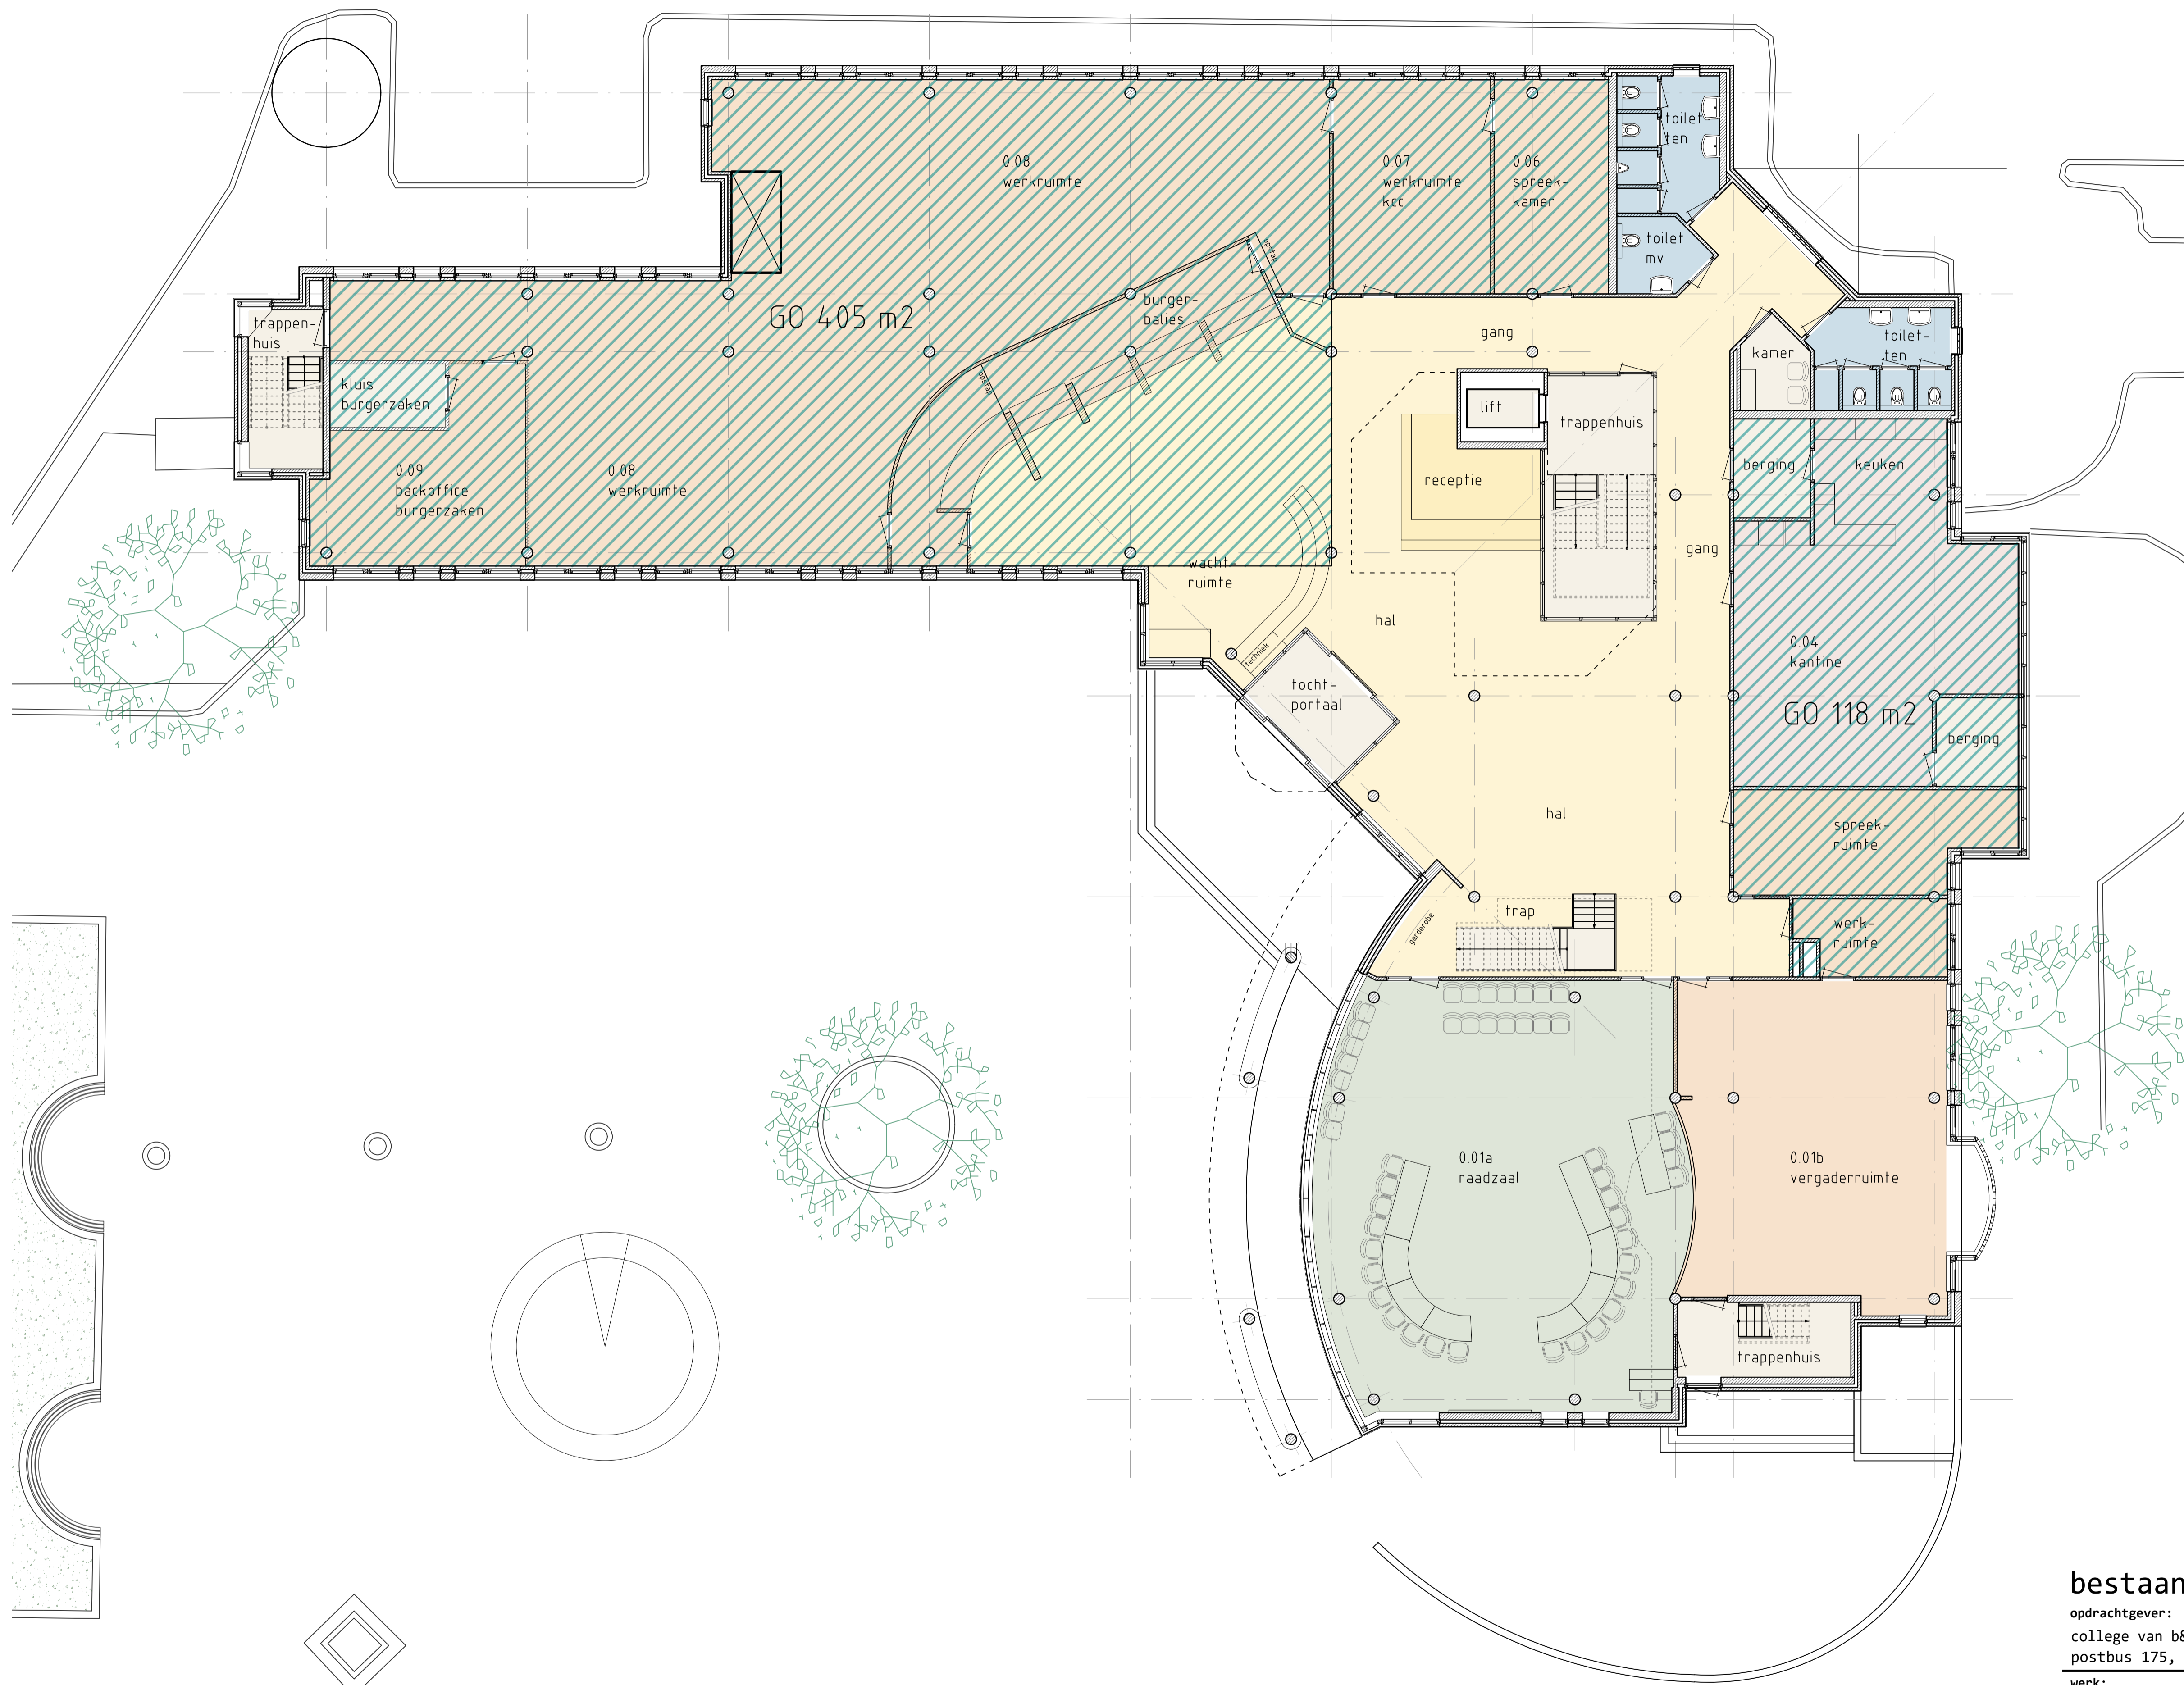 0.08
werkruimte
0.07
werkruimte
kcc
0.06
spreek-
kamer
toilet
ten
toilet
mv
opstap
burger-
balies
GO 405 m2
trappen-
huis
kluis
burgerzaken
opstap
0.09
backoffice
burgerzaken
0.08
werkruimte
gang
kamer
toilet-
ten
lift
trappenhuis
receptie
berging
keuken
gang
wacht-
ruimte
hal
techniek
tocht-
portaal
0.04
kantine
GO 118 m2
berging
hal
spreek-
ruimte
garderobe
trap
werk-
ruimte
0.01a
raadzaal
0.01b
vergaderruimte
trappenhuis
bestaan
opdrachtgever:
college van b&
postbus 175,
werk: